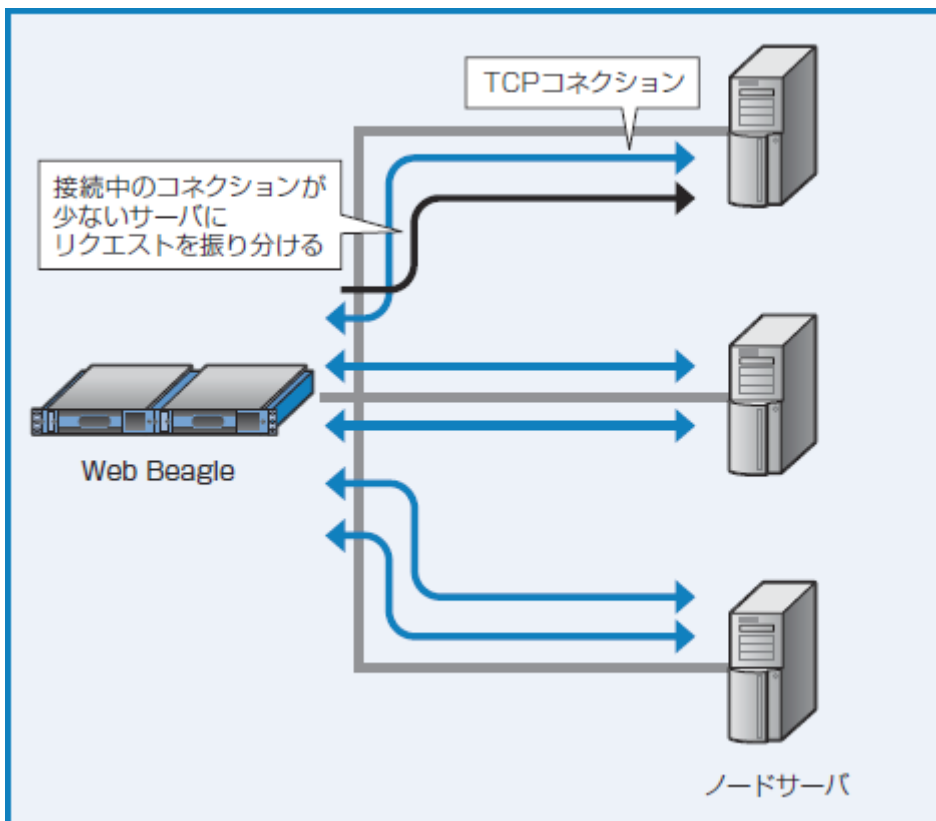 TCPコネクション
接続中のコネクションが
少ないサーバに
リクエストを振り分ける
Web Beagle
ノードサーバ